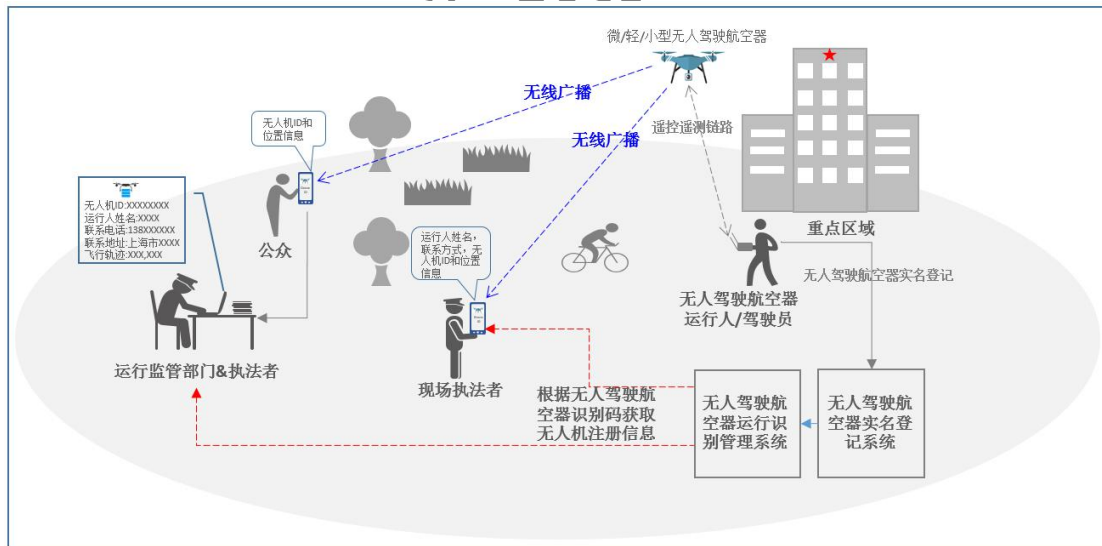 微/轻/小型无人驾驶航空器
无线广播
无人机ID和
位置信息
遥控遥测链路
无线广播
无人机ID:XXXXXXXX
运行人姓名:XXXX
联系电话:138XXXXXX
联系地址:上海市XXXX
飞行轨迹:XXX,XXX
公众
运行人姓名，
联系方式，无
人机ID和位置
信息
重点区域
无人驾驶航空器实名登记
无人驾驶航空器
运行人/驾驶员
运行监管部门&执法者
现场执法者
根据无人驾驶航
空器识别码获取
无人机注册信息
无人驾驶航
空器运行识
别管理系统
无人驾驶航
空器实名登
记系统